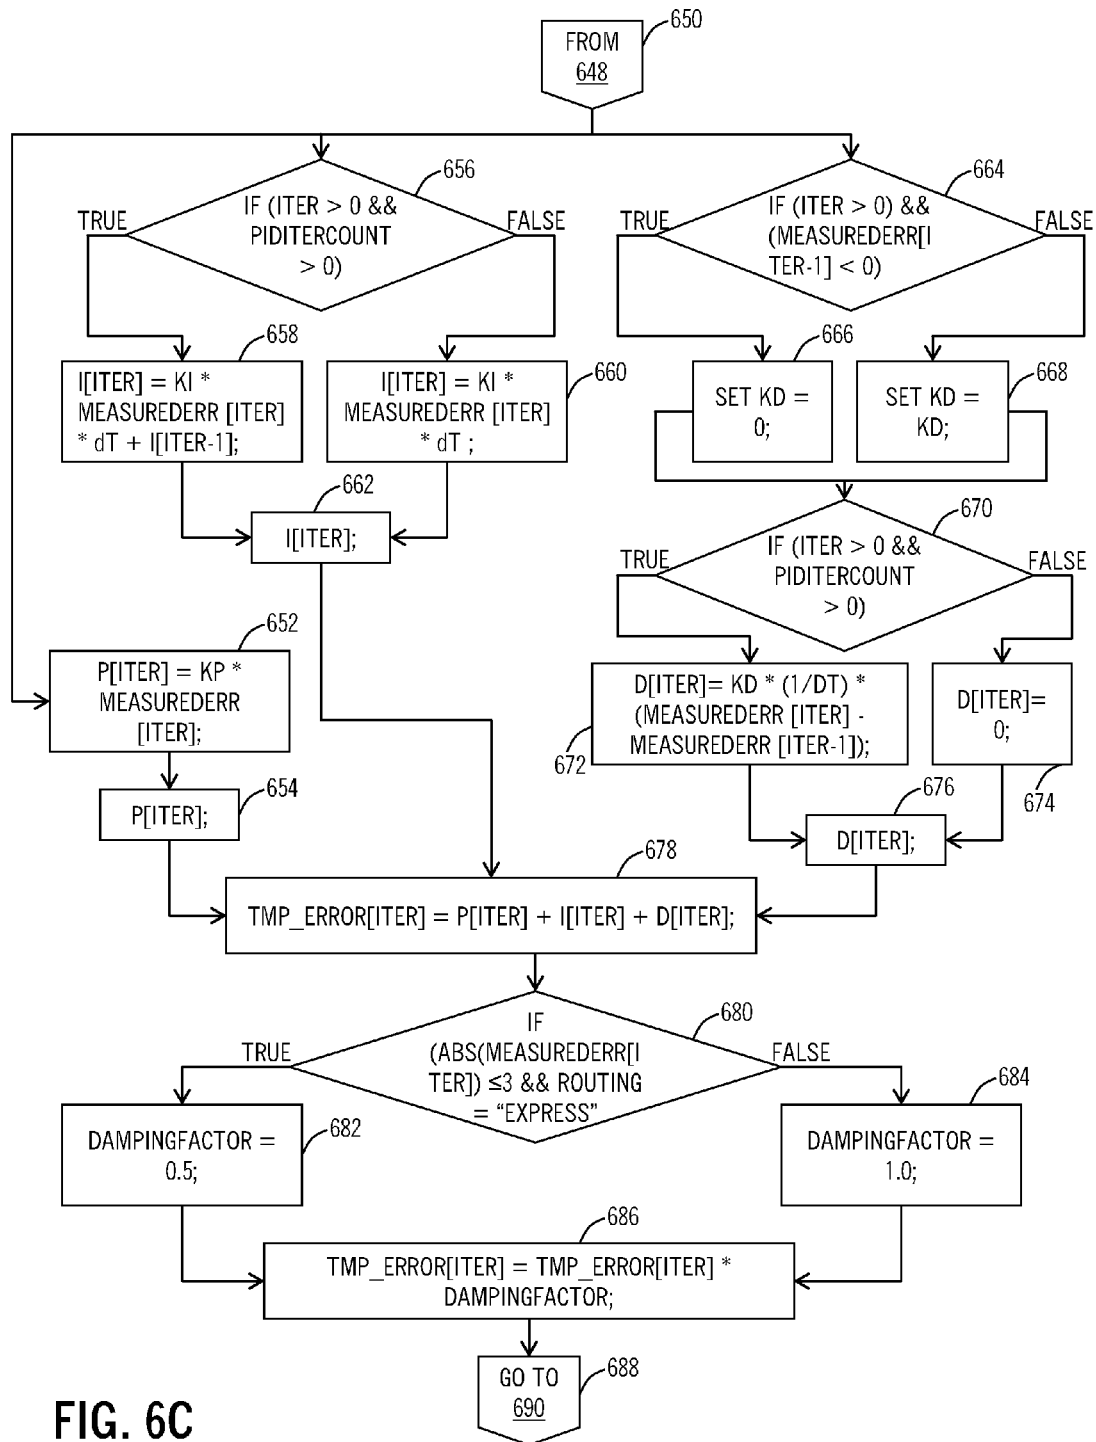 FROM
648
650
656
IF (ITER > 0 &&
PIDITERCOUNT
> 0)
TRUE
FALSE
664
IF (ITER > 0) &&
(MEASUREDERR[I
TER-1] < 0)
TRUE
FALSE
658
I[ITER] = KI *
MEASUREDERR [ITER]
* dT + I[ITER-1];
660
I[ITER] = KI *
MEASUREDERR [ITER]
* dT ;
666
SET KD =
0;
668
SET KD =
KD;
662
I[ITER];
670
IF (ITER > 0 &&
PIDITERCOUNT
> 0)
TRUE
FALSE
652
P[ITER] = KP *
MEASUREDERR
[ITER];
654
P[ITER];
672
D[ITER]= KD * (1/DT) *
(MEASUREDERR [ITER] -
MEASUREDERR [ITER-1]);
D[ITER]=
0;
674
676
D[ITER];
678
TMP_ERROR[ITER] = P[ITER] + I[ITER] + D[ITER];
680
IF
(ABS(MEASUREDERR[I
TER]) ≤3 && ROUTING
= “EXPRESS”
TRUE
FALSE
682
DAMPINGFACTOR =
0.5;
684
DAMPINGFACTOR =
1.0;
686
TMP_ERROR[ITER] = TMP_ERROR[ITER] *
DAMPINGFACTOR;
GO TO
690
688
FIG. 6C